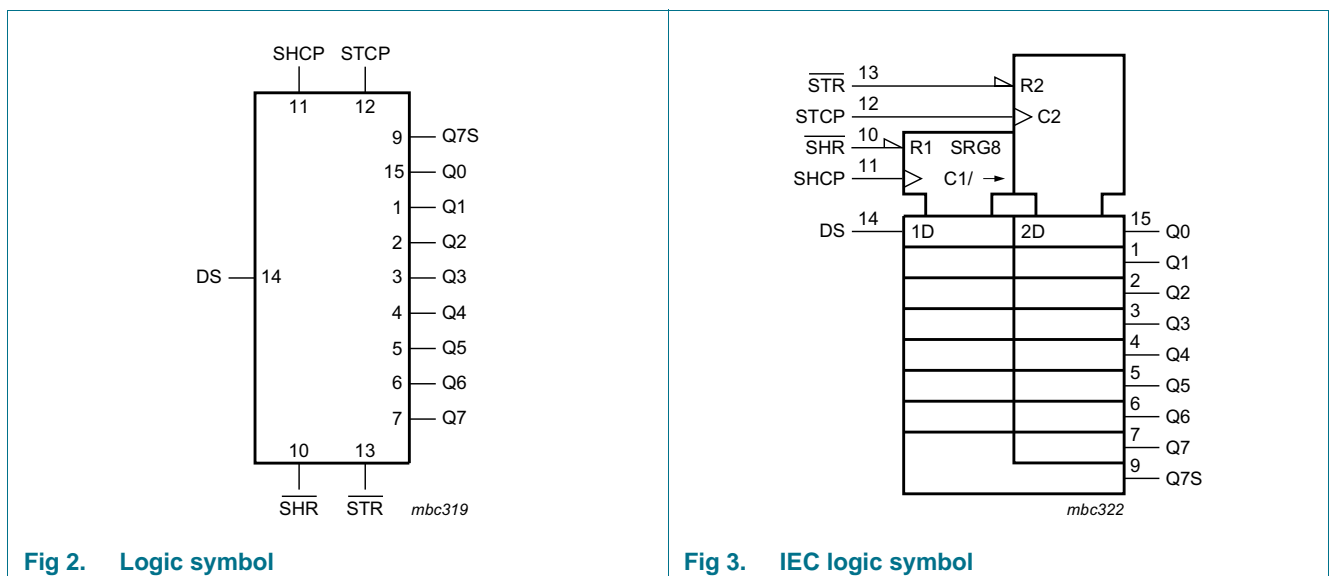 SHCP STCP
11 12
9 Q7S
15 Q0
1 Q1
2 Q2
DS 14 3 Q3
4 Q4
5 Q5
6 Q6
7 Q7
10 13
SHR STR mbc319
Fig 2. Logic symbol
STR 13 R2
STCP 12 C2
SHR 10 R1 SRG8
SHCP 11 C1/ →
DS 14 1D 2D 15 Q0
1 Q1
2 Q2
3 Q3
4 Q4
5 Q5
6 Q6
7 Q7
9 Q7S
mbc322
Fig 3. IEC logic symbol